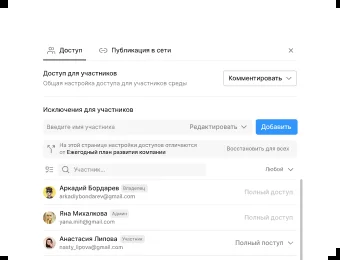 Доступ
Публикация в сети
Доступ для участников
Общая настройка доступа для участников среды
Комментировать
Исключения для участников
Введите имя участника
Редактировать
Добавить
На этой странице настройки доступов отличаются
от Ежегодный план развития компании
Восстановить для всех
Участник...
Любой
Аркадий Бордарев Владелец
arkadiybondarev@gmail.com
Полный доступ
Яна Михалкова Админ
yana.mih@gmail.com
Полный доступ
Анастасия Липова Участник
nasty_lipova@gmail.com
Полный поступ